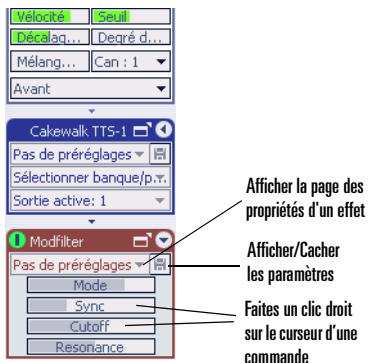 Vélocité Seuil
Décalaq... Degré d...
Mélang... Can : 1
Avant
Cakewalk TTS-1
Pas de préréglages
Sélectionner banque/p...
Sortie active: 1
Modfilter
Pas de préréglages
Mode
Sync
Cutoff
Resonance
Afficher la page des
propriétés d'un effet
Afficher/Cacher
les paramètres
Faites un clic droit
sur le curseur d'une
commande